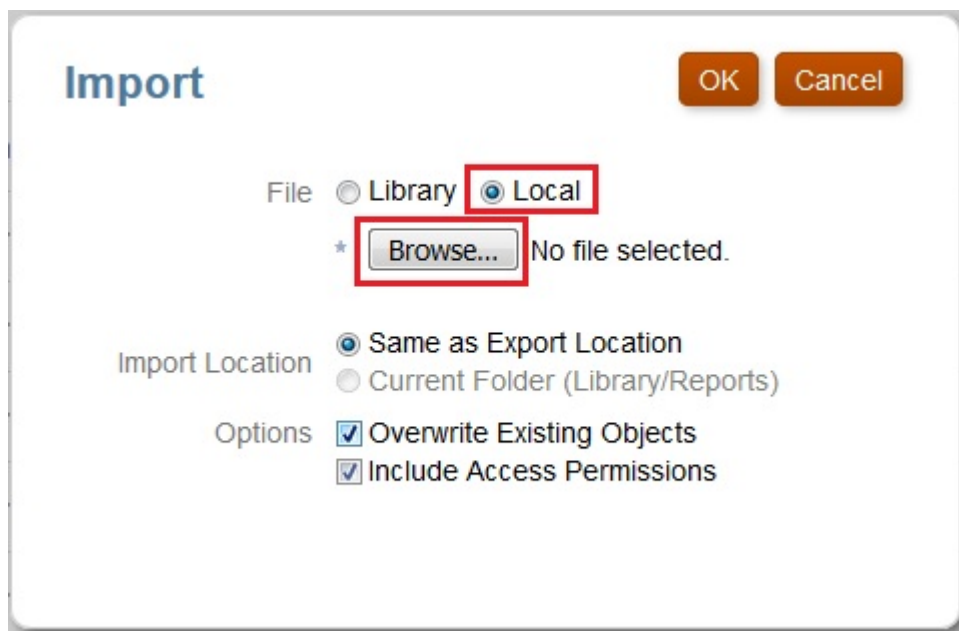 Import OK Cancel
File Library Local
* Browse... No file selected.
Import Location Same as Export Location
Current Folder (Library/Reports)
Options Overwrite Existing Objects
Include Access Permissions